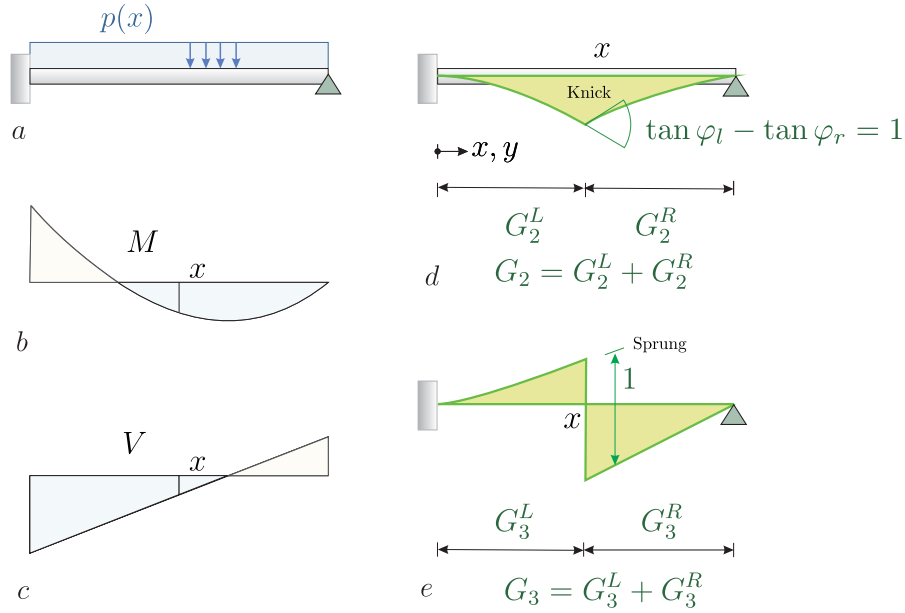 p(x)
a
M
x
b
V
x
c
x
Knick
tan φ_l − tan φ_r = 1
x, y
G_2^L
G_2^R
G_2 = G_2^L + G_2^R
d
Sprung
1
x
G_3^L
G_3^R
G_3 = G_3^L + G_3^R
e